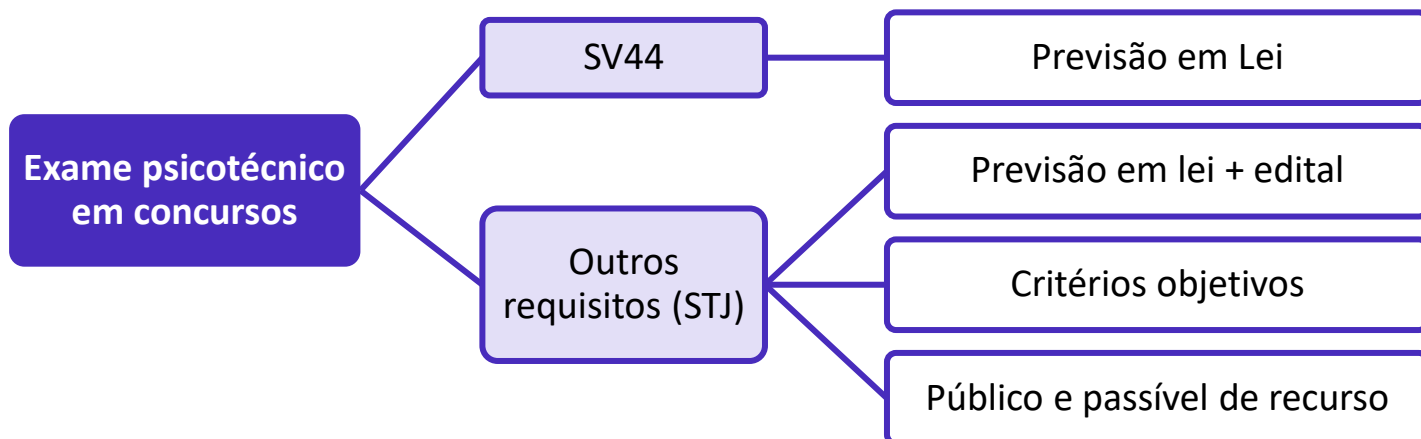 Exame psicotécnico
em concursos
SV44
Previsão em Lei
Outros
requisitos (STJ)
Previsão em lei + edital
Critérios objetivos
Público e passível de recurso